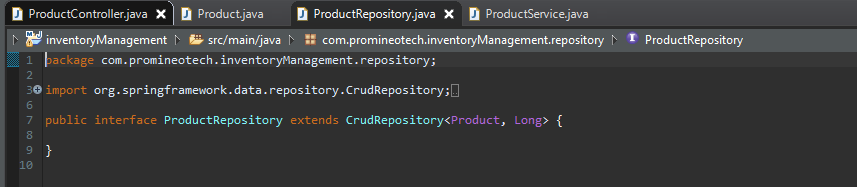 ProductController.java Product.java ProductRepository.java ProductService.java
inventoryManagement src/main/java com.promineotech.inventoryManagement.repository ProductRepository
1 package com.promineotech.inventoryManagement.repository;
2
3 import org.springframework.data.repository.CrudRepository;
6
7 public interface ProductRepository extends CrudRepository<Product, Long> {
8
9 }
10